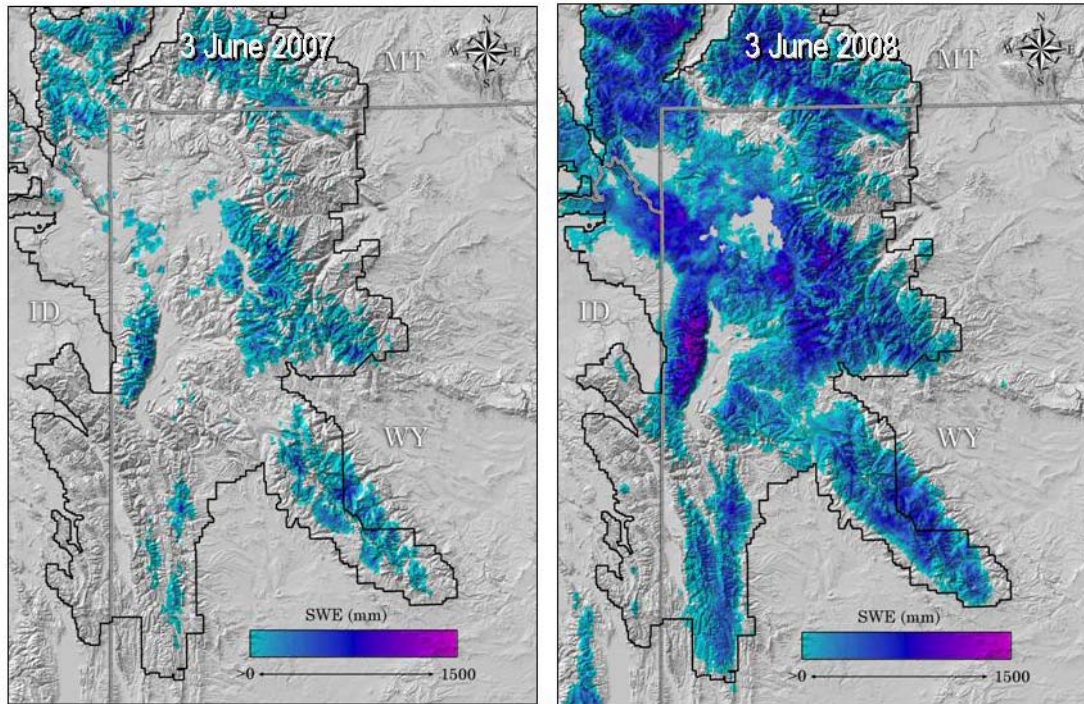 3 June 2007
MT
N
W
E
S
ID
WY
SWE (mm)
>0
1500
3 June 2008
MT
N
W
E
S
ID
WY
SWE (mm)
>0
1500